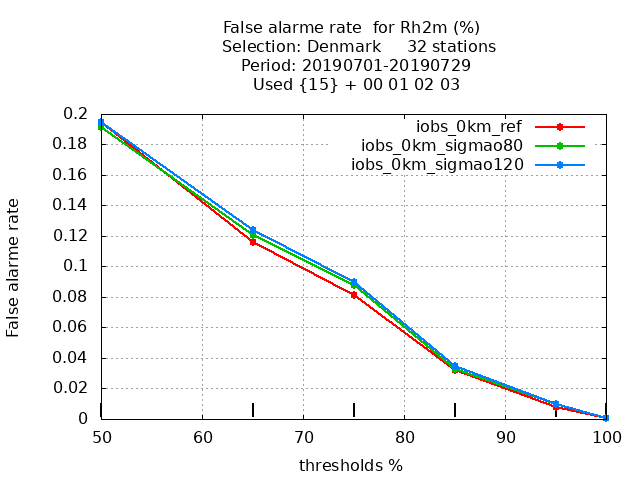 False alarme rate  for Rh2m (%)
Selection: Denmark     32 stations
Period: 20190701-20190729
Used {15} + 00 01 02 03
iobs_0km_ref
iobs_0km_sigmao80
iobs_0km_sigmao120
False alarme rate
0.2
0.18
0.16
0.14
0.12
0.1
0.08
0.06
0.04
0.02
0
50 60 70 80 90 100
thresholds %